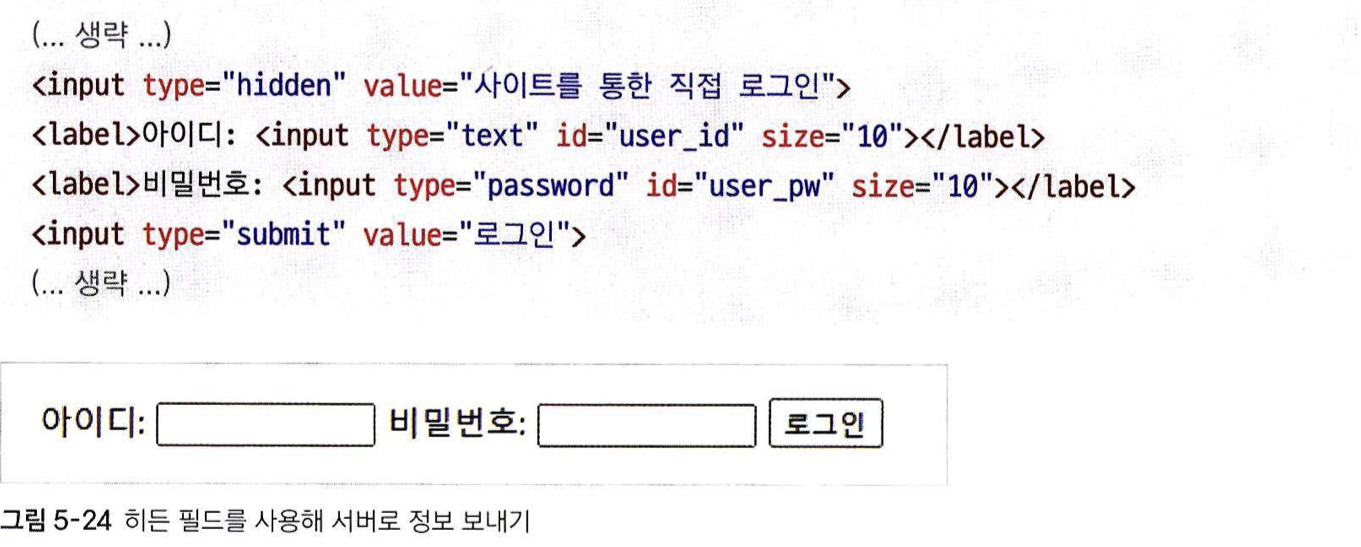 (... 생략 ...)
<input type="hidden" value="사이트를 통한 직접 로그인">
<label>아이디: <input type="text" id="user_id" size="10"></label>
<label>비밀번호: <input type="password" id="user_pw" size="10"></label>
<input type="submit" value="로그인">
(... 생략 ...)
아이디: 비밀번호: 로그인
그림 5-24 히든 필드를 사용해 서버로 정보 보내기